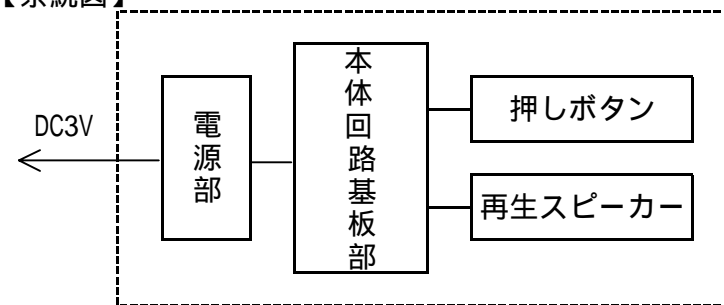 【系統図】
DC3V
電源部
本体回路基板部
押しボタン
再生スピーカー